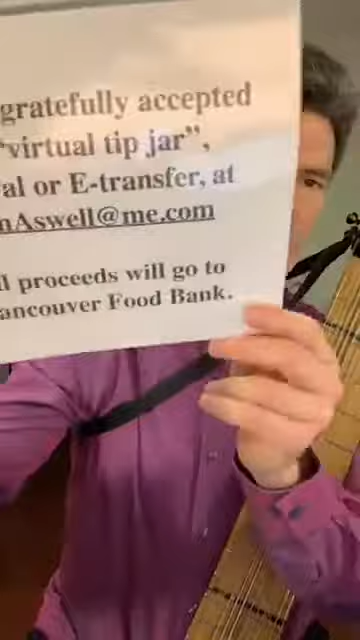 gratefully accepted
"virtual tip jar",
al or E-transfer, at
nAswell@me.com
l proceeds will go to
ancouver Food Bank.